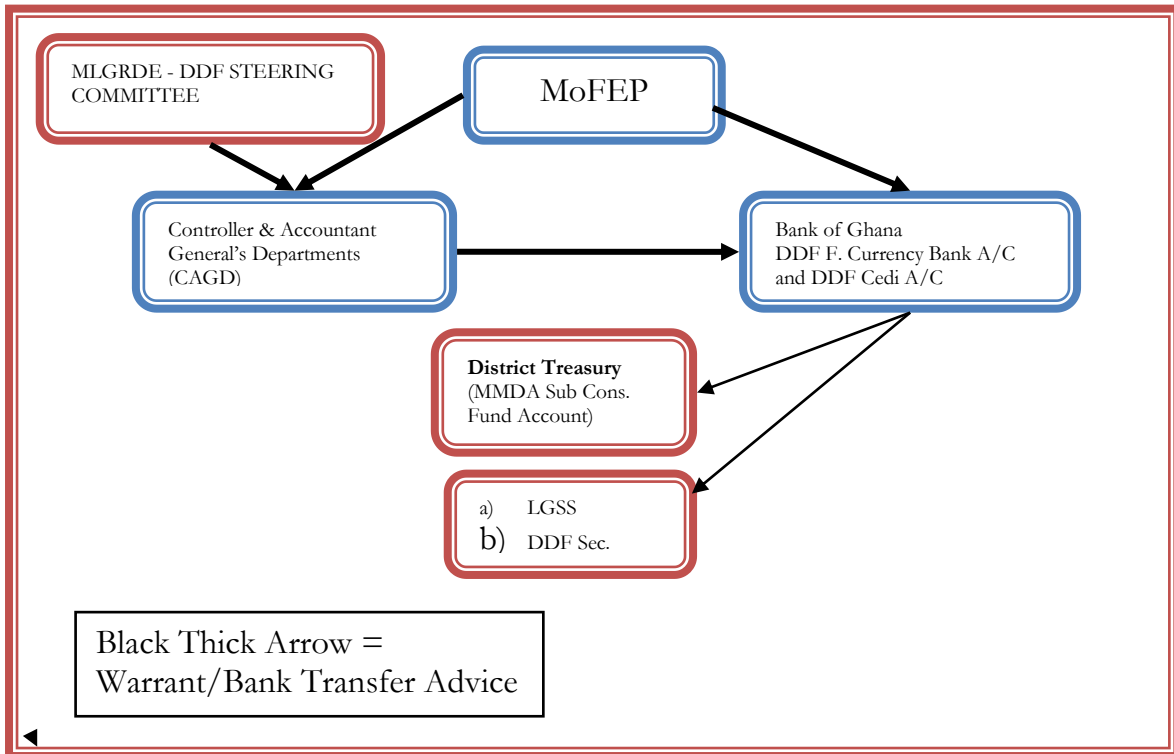 MLGRDE - DDF STEERING
COMMITTEE
MoFEP
Controller & Accountant
General’s Departments
(CAGD)
Bank of Ghana
DDF F. Currency Bank A/C
and DDF Cedi A/C
District Treasury
(MMDA Sub Cons.
Fund Account)
a) LGSS
b) DDF Sec.
Black Thick Arrow =
Warrant/Bank Transfer Advice